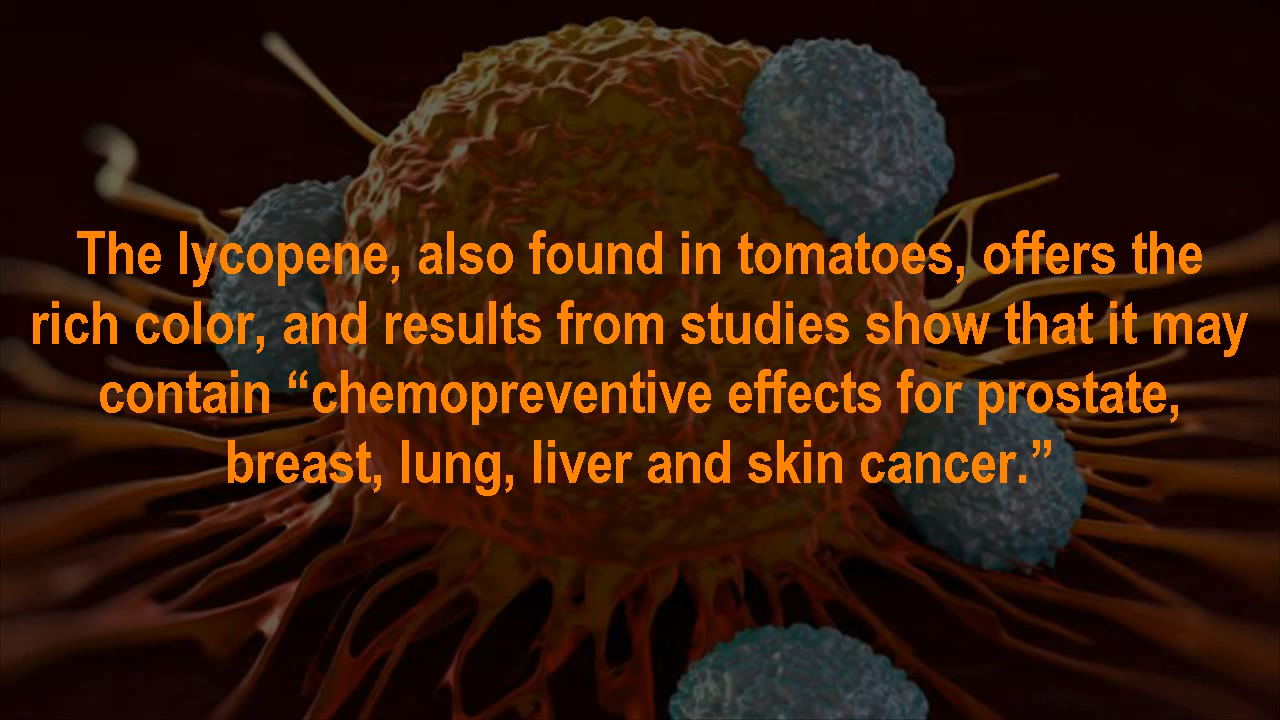 The lycopene, also found in tomatoes, offers the
rich color, and results from studies show that it may
contain “chemopreventive effects for prostate,
breast, lung, liver and skin cancer.”